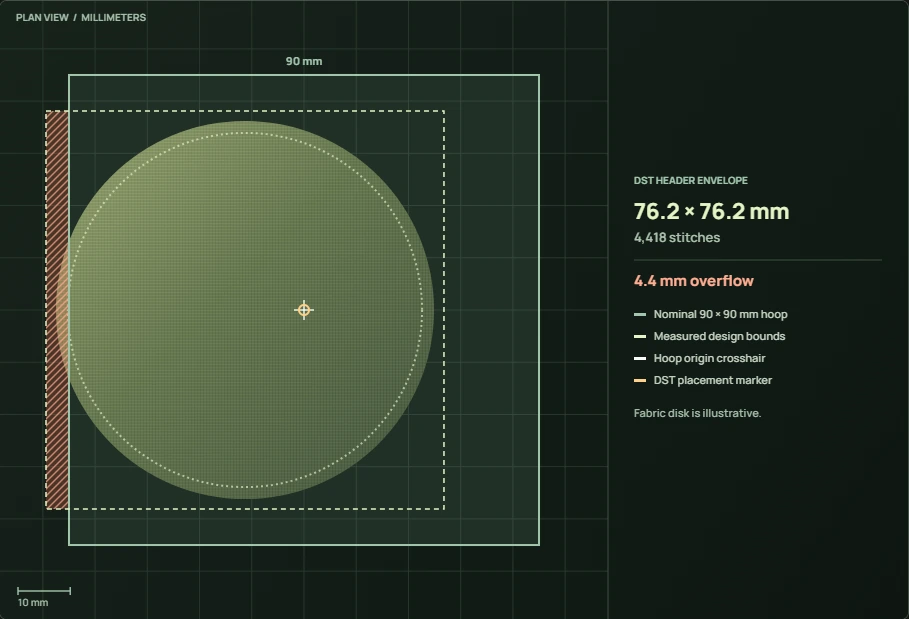 PLAN VIEW / MILLIMETERS
90 mm
DST HEADER ENVELOPE
76.2 × 76.2 mm
4,418 stitches
4.4 mm overflow
Nominal 90 × 90 mm hoop
Measured design bounds
Hoop origin crosshair
DST placement marker
Fabric disk is illustrative.
10 mm